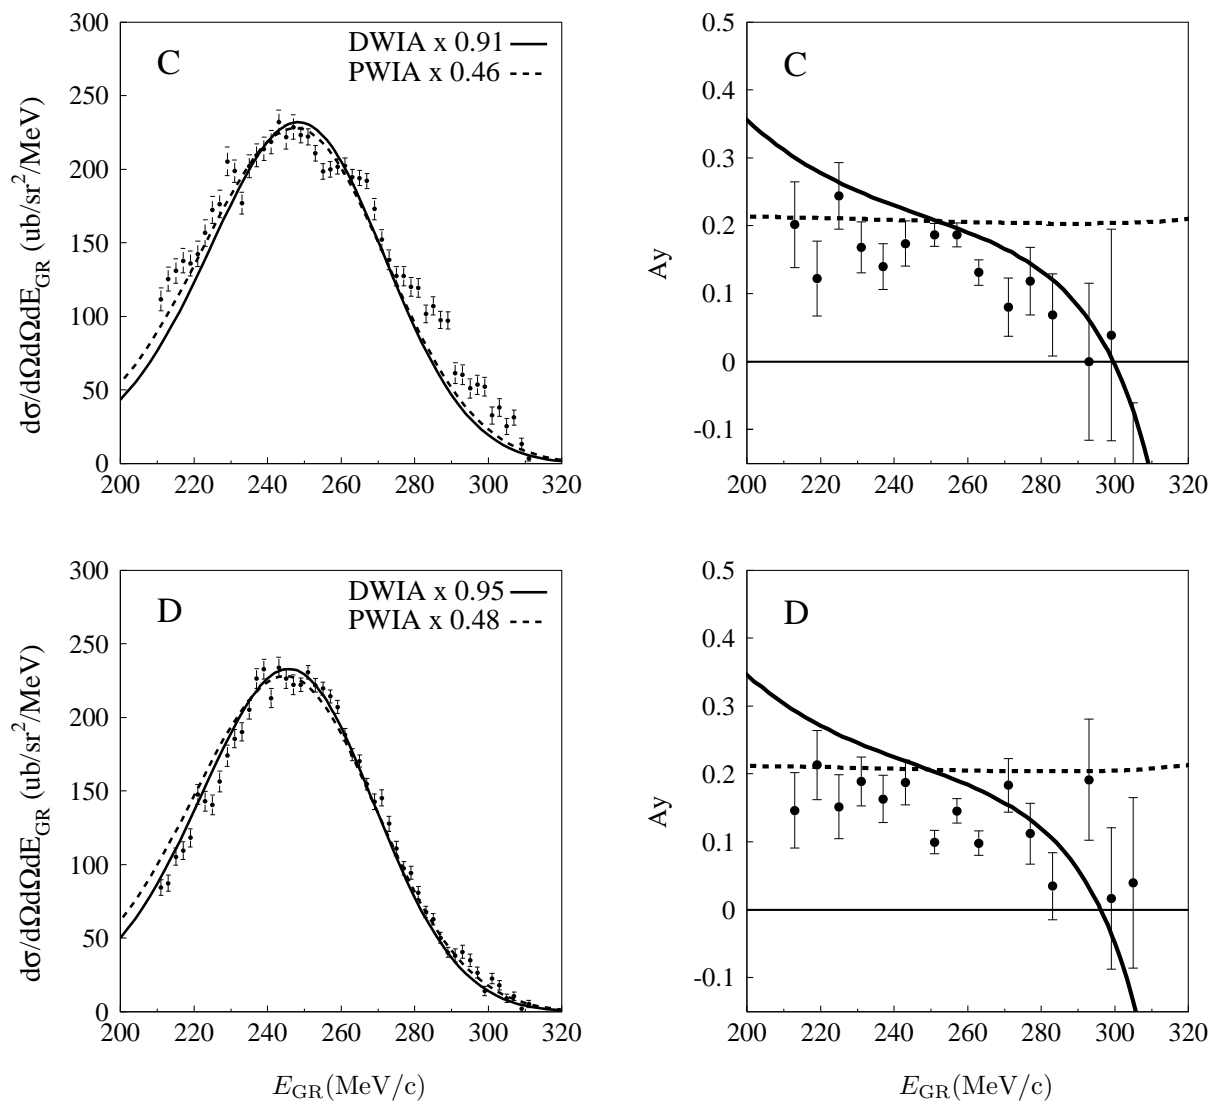 300
250
200
150
100
50
0
200 220 240 260 280 300 320
dσ/dΩdΩdE_GR (ub/sr²/MeV)
C
DWIA x 0.91
PWIA x 0.46
0.5
0.4
0.3
0.2
0.1
0
-0.1
200 220 240 260 280 300 320
Ay
C
300
250
200
150
100
50
0
200 220 240 260 280 300 320
dσ/dΩdΩdE_GR (ub/sr²/MeV)
D
DWIA x 0.95
PWIA x 0.48
E_GR(MeV/c)
0.5
0.4
0.3
0.2
0.1
0
-0.1
200 220 240 260 280 300 320
Ay
D
E_GR(MeV/c)